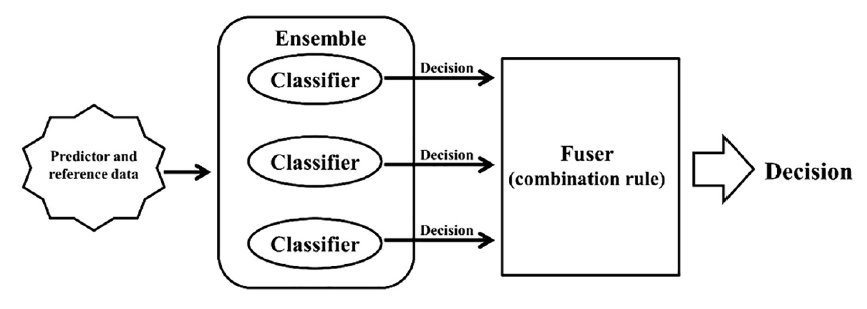 Predictor and
reference data
Ensemble
Classifier
Decision
Classifier
Decision
Classifier
Decision
Fuser
(combination rule)
Decision